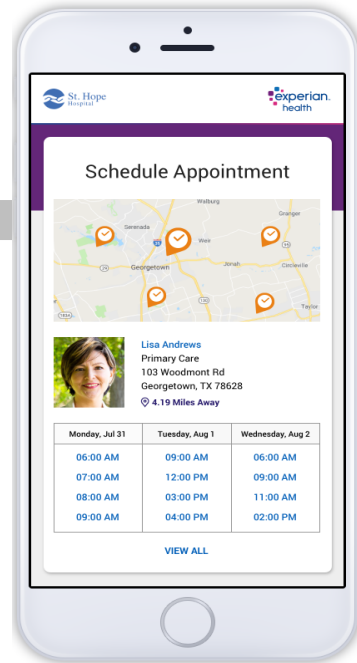 St. Hope
Hospital
experian.
health
Schedule Appointment
Walburg
Granger
Serenada
Weir
Georgetown
Jonah
Circleville
Taylor
Lisa Andrews
Primary Care
103 Woodmont Rd
Georgetown, TX 78628
4.19 Miles Away
Monday, Jul 31 Tuesday, Aug 1 Wednesday, Aug 2
06:00 AM 09:00 AM 06:00 AM
07:00 AM 12:00 PM 09:00 AM
08:00 AM 03:00 PM 11:00 AM
09:00 AM 04:00 PM 02:00 PM
VIEW ALL